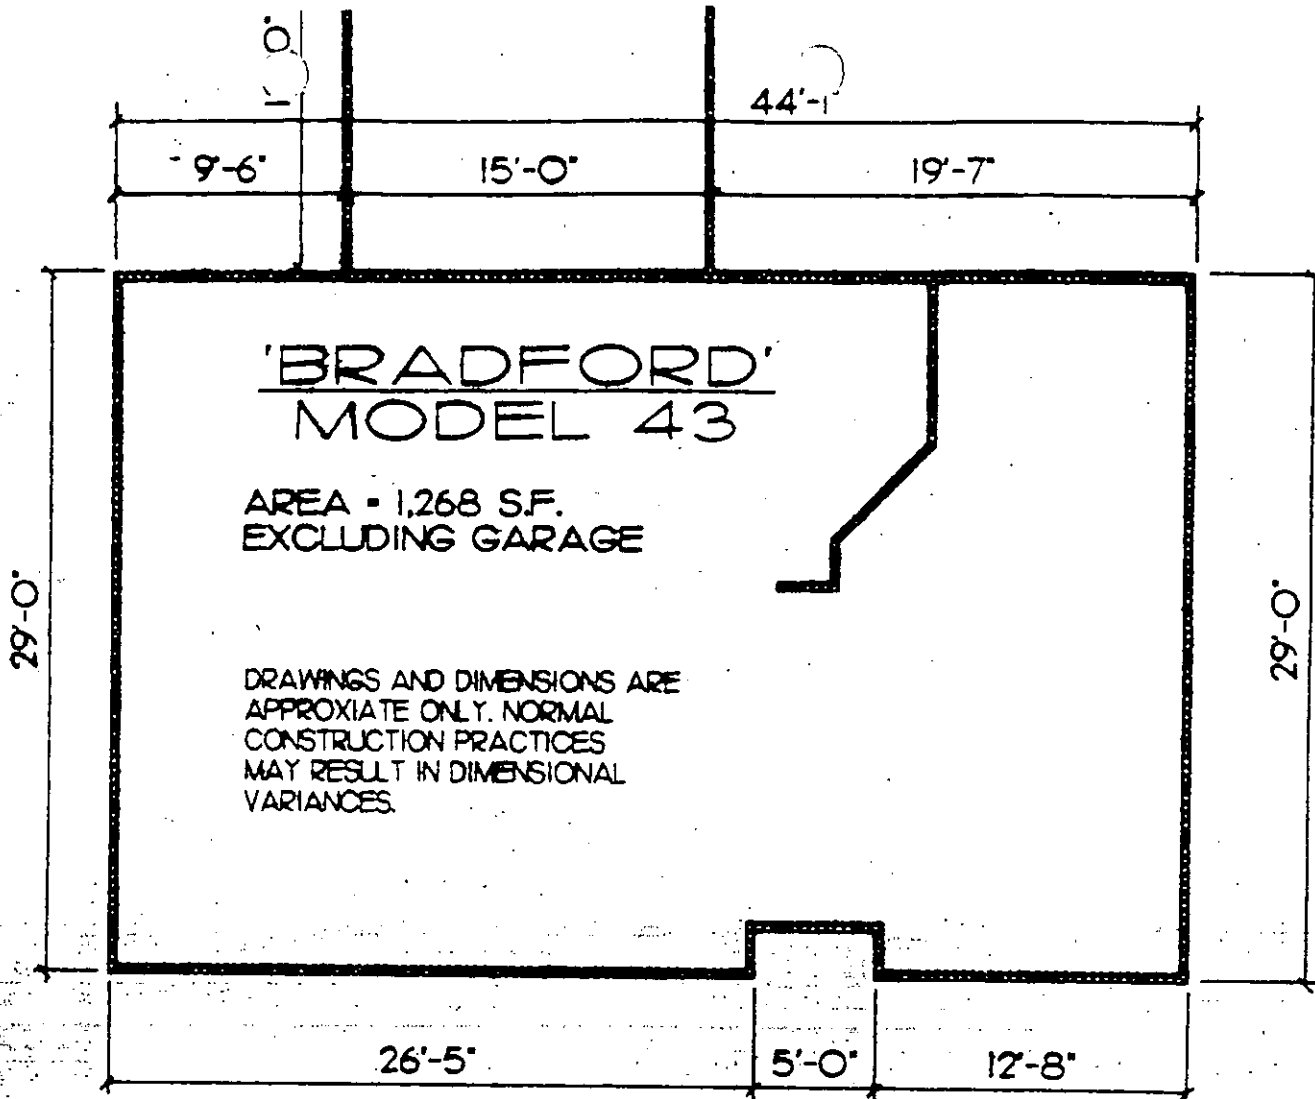 44'-1"
9'-6"
15'-0"
19'-7"
'BRADFORD'
MODEL 43
AREA = 1,268 S.F.
EXCLUDING GARAGE
29'-0"
29'-0"
DRAWINGS AND DIMENSIONS ARE
APPROXIATE ONLY. NORMAL
CONSTRUCTION PRACTICES
MAY RESULT IN DIMENSIONAL
VARIANCES.
26'-5"
5'-0"
12'-8"